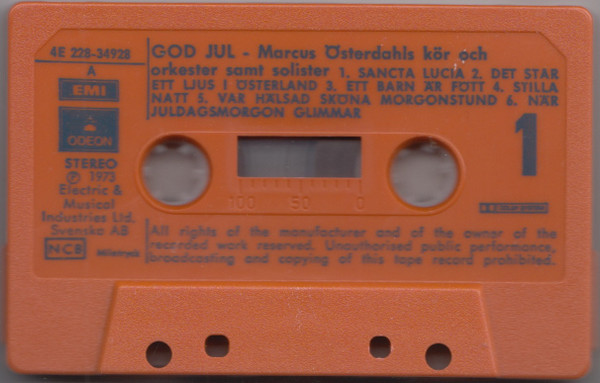 4E 228-34928
A
EMI
ODEON
STEREO
℗ 1973
Electric &
Musical
Industries Ltd.
Svenska AB
NCB
GOD JUL - Marcus Österdahls kör och
orkester samt solister 1. SANCTA LUCIA 2. DET STAR
ETT LJUS I ÖSTERLAND 3. ETT BARN ÄR FÖTT 4. STILLA
NATT 5. VAR HÄLSAD SKÖNA MORGONSTUND 6. NÄR
JULDAGSMORGON GLIMMAR
1
100 50 0
All rights of the manufacturer and of the owner of the
recorded work reserved. Unauthorised public performance,
broadcasting and copying of this tape record prohibited.